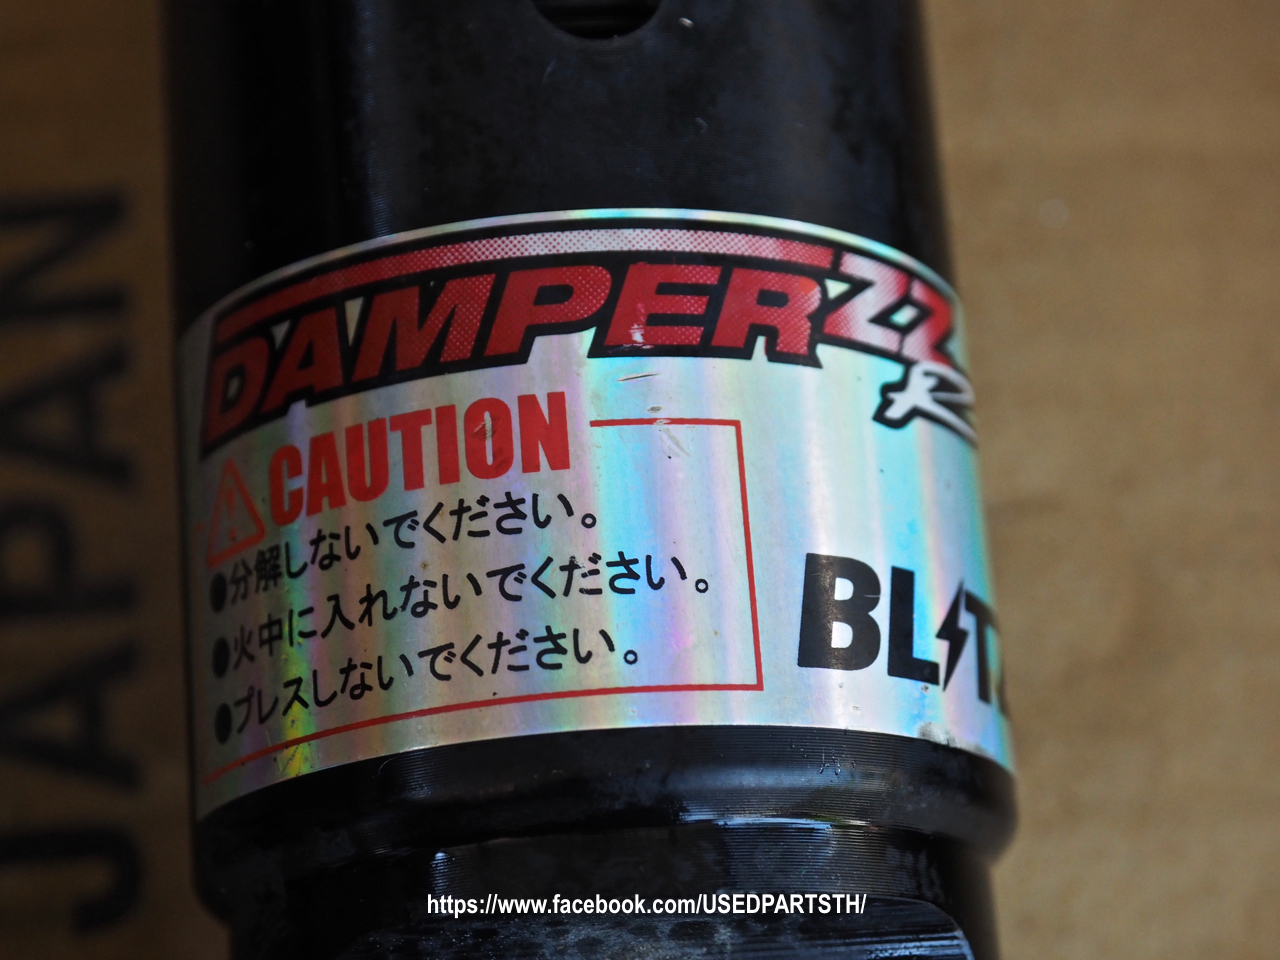 DAMPER ZZ
R
CAUTION
●分解しないでください。
●火中に入れないでください。
●プレスしないでください。
BLIT
JAPAN
https://www.facebook.com/USEDPARTSTH/